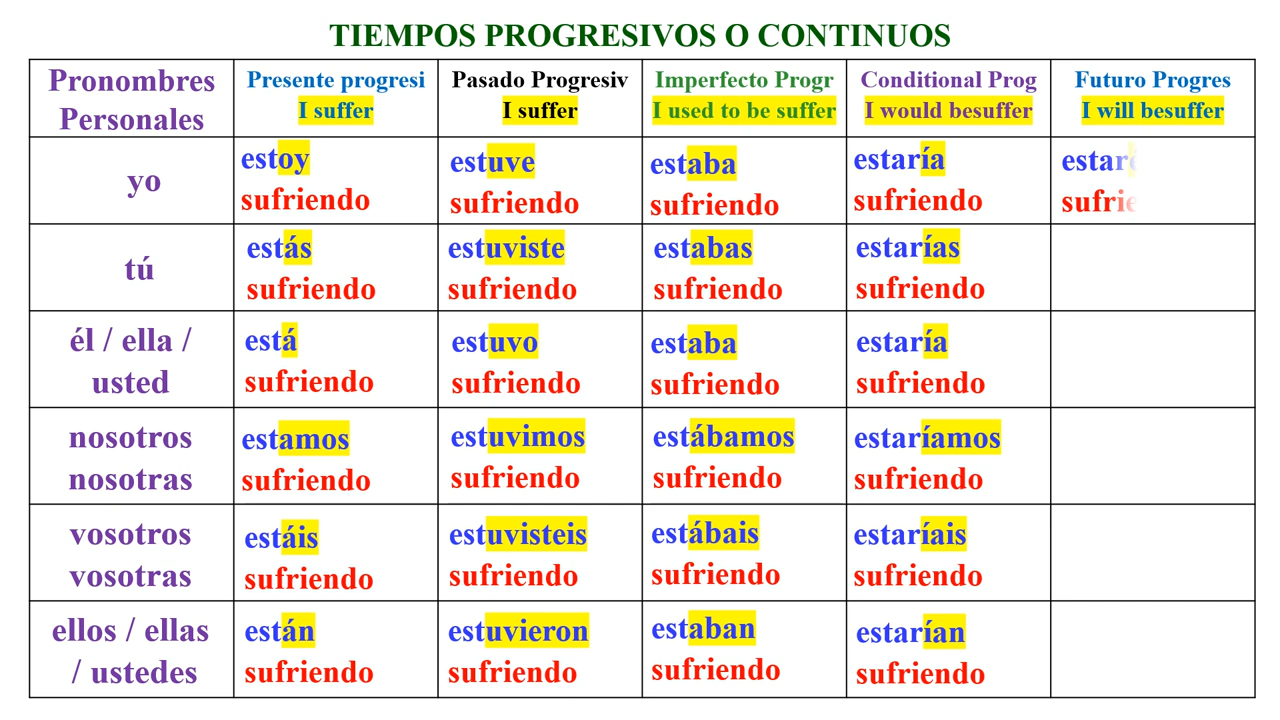 TIEMPOS PROGRESIVOS O CONTINUOS
Pronombres
Personales
Presente progresi
I suffer
Pasado Progresiv
I suffer
Imperfecto Progr
I used to be suffer
Conditional Prog
I would besuffer
Futuro Progres
I will besuffer
yo
estoy
sufriendo
estuve
sufriendo
estaba
sufriendo
estaría
sufriendo
tú
estás
sufriendo
estuviste
sufriendo
estabas
sufriendo
estarías
sufriendo
él / ella /
usted
está
sufriendo
estuvo
sufriendo
estaba
sufriendo
estaría
sufriendo
nosotros
nosotras
estamos
sufriendo
estuvimos
sufriendo
estábamos
sufriendo
estaríamos
sufriendo
vosotros
vosotras
estáis
sufriendo
estuvisteis
sufriendo
estábais
sufriendo
estaríais
sufriendo
ellos / ellas
/ ustedes
están
sufriendo
estuvieron
sufriendo
estaban
sufriendo
estarían
sufriendo